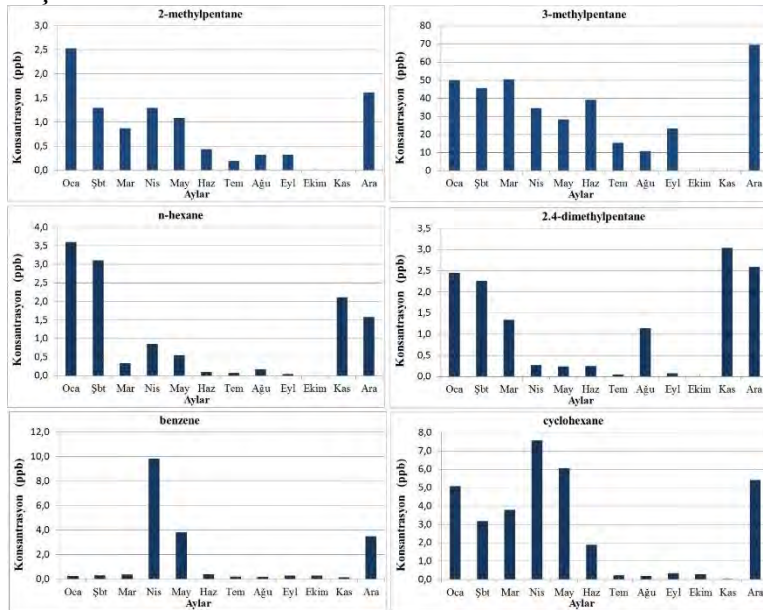 2-methylpentane
Konsantrasyon (ppb)
3,0
2,5
2,0
1,5
1,0
0,5
0,0
Oca Şbt Mar Nis May Haz Tem Ağu Eyl Ekim Kas Ara
Aylar
3-methylpentane
Konsantrasyon (ppb)
80
70
60
50
40
30
20
10
0
Oca Şbt Mar Nis May Haz Tem Ağu Eyl Ekim Kas Ara
Aylar
n-hexane
Konsantrasyon (ppb)
4,0
3,5
3,0
2,5
2,0
1,5
1,0
0,5
0,0
Oca Şbt Mar Nis May Haz Tem Ağu Eyl Ekim Kas Ara
Aylar
2.4-dimethylpentane
Konsantrasyon (ppb)
3,5
3,0
2,5
2,0
1,5
1,0
0,5
0,0
Oca Şbt Mar Nis May Haz Tem Ağu Eyl Ekim Kas Ara
Aylar
benzene
Konsantrasyon (ppb)
12,0
10,0
8,0
6,0
4,0
2,0
0,0
Oca Şbt Mar Nis May Haz Tem Ağu Eyl Ekim Kas Ara
Aylar
cyclohexane
Konsantrasyon (ppb)
8,0
7,0
6,0
5,0
4,0
3,0
2,0
1,0
0,0
Oca Şbt Mar Nis May Haz Tem Ağu Eyl Ekim Kas Ara
Aylar